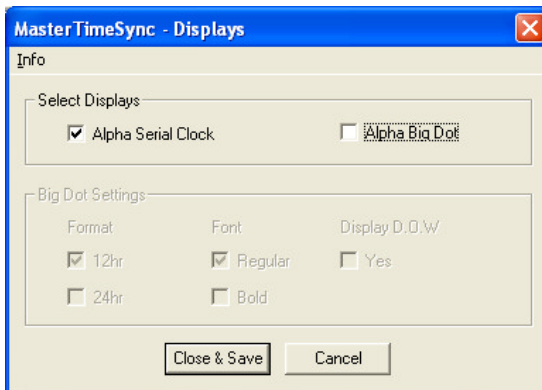 MasterTimeSync - Displays
Info
Select Displays
Alpha Serial Clock Alpha Big Dot
Big Dot Settings
Format Font Display D.O.W
12hr Regular Yes
24hr Bold
Close & Save Cancel